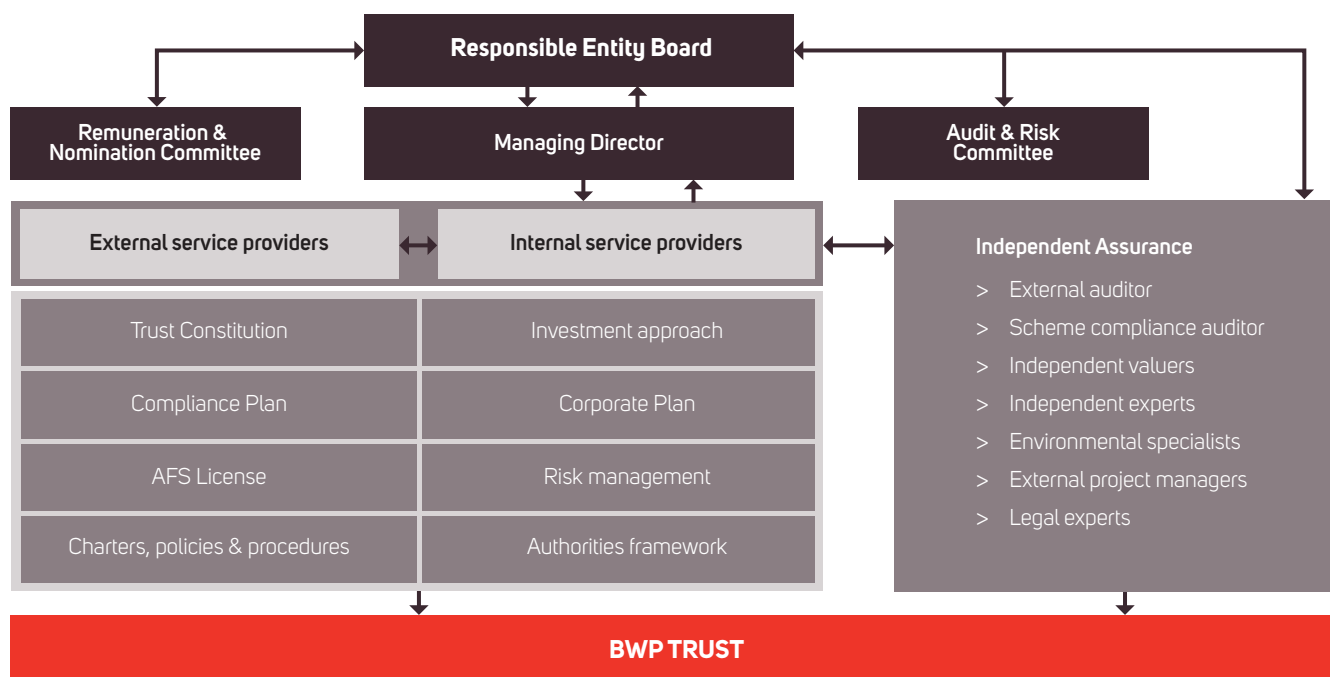 Responsible Entity Board
Remuneration &
Nomination Committee
Managing Director
Audit & Risk
Committee
External service providers
Internal service providers
Trust Constitution
Investment approach
Compliance Plan
Corporate Plan
AFS License
Risk management
Charters, policies & procedures
Authorities framework
Independent Assurance
> External auditor
> Scheme compliance auditor
> Independent valuers
> Independent experts
> Environmental specialists
> External project managers
> Legal experts
BWP TRUST